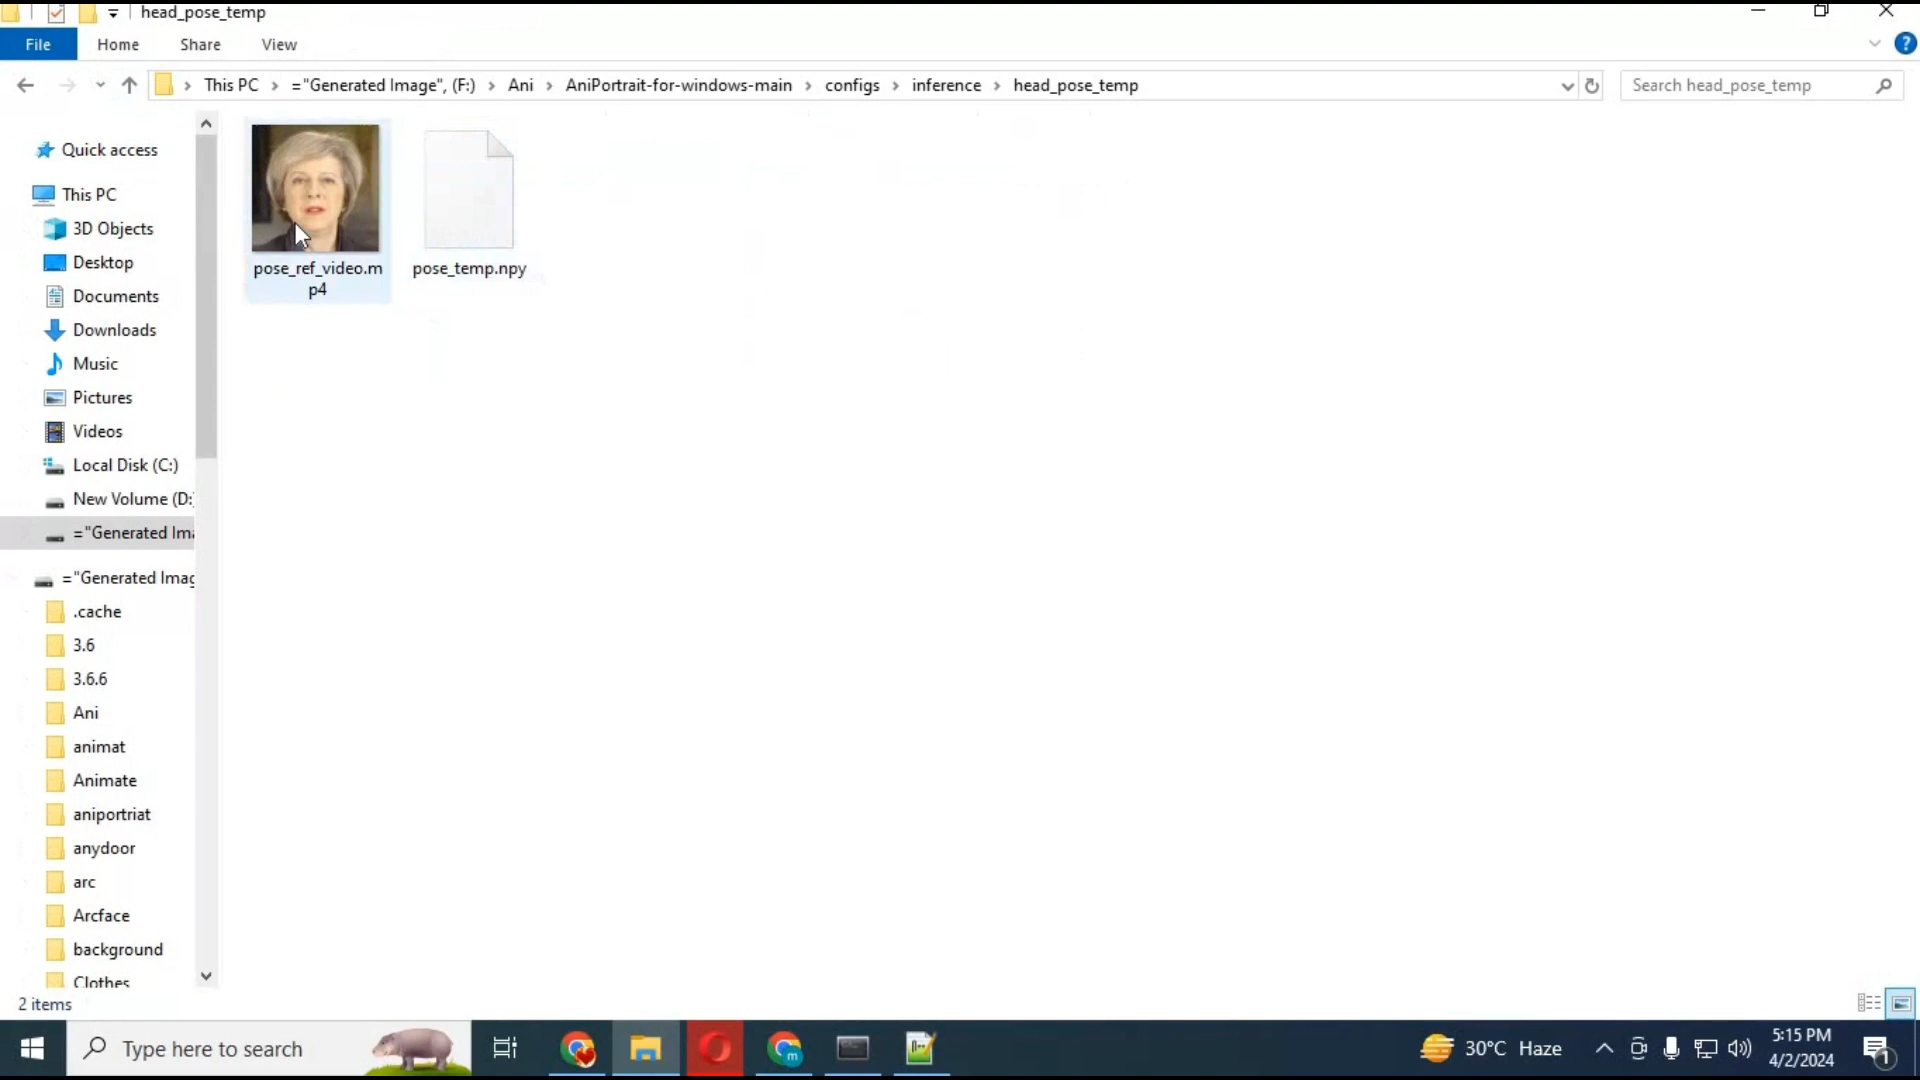 head_pose_temp
File Home Share View
This PC ="Generated Image", (F:) Ani AniPortrait-for-windows-main configs inference head_pose_temp
Search head_pose_temp
Quick access
This PC
3D Objects
Desktop
Documents
Downloads
Music
Pictures
Videos
Local Disk (C:)
New Volume (D:
="Generated Ima
="Generated Imag
.cache
3.6
3.6.6
Ani
animat
Animate
aniportriat
anydoor
arc
Arcface
background
Clothes
pose_ref_video.m
p4
pose_temp.npy
2 items
Type here to search
m
30°C Haze
5:15 PM
4/2/2024
1